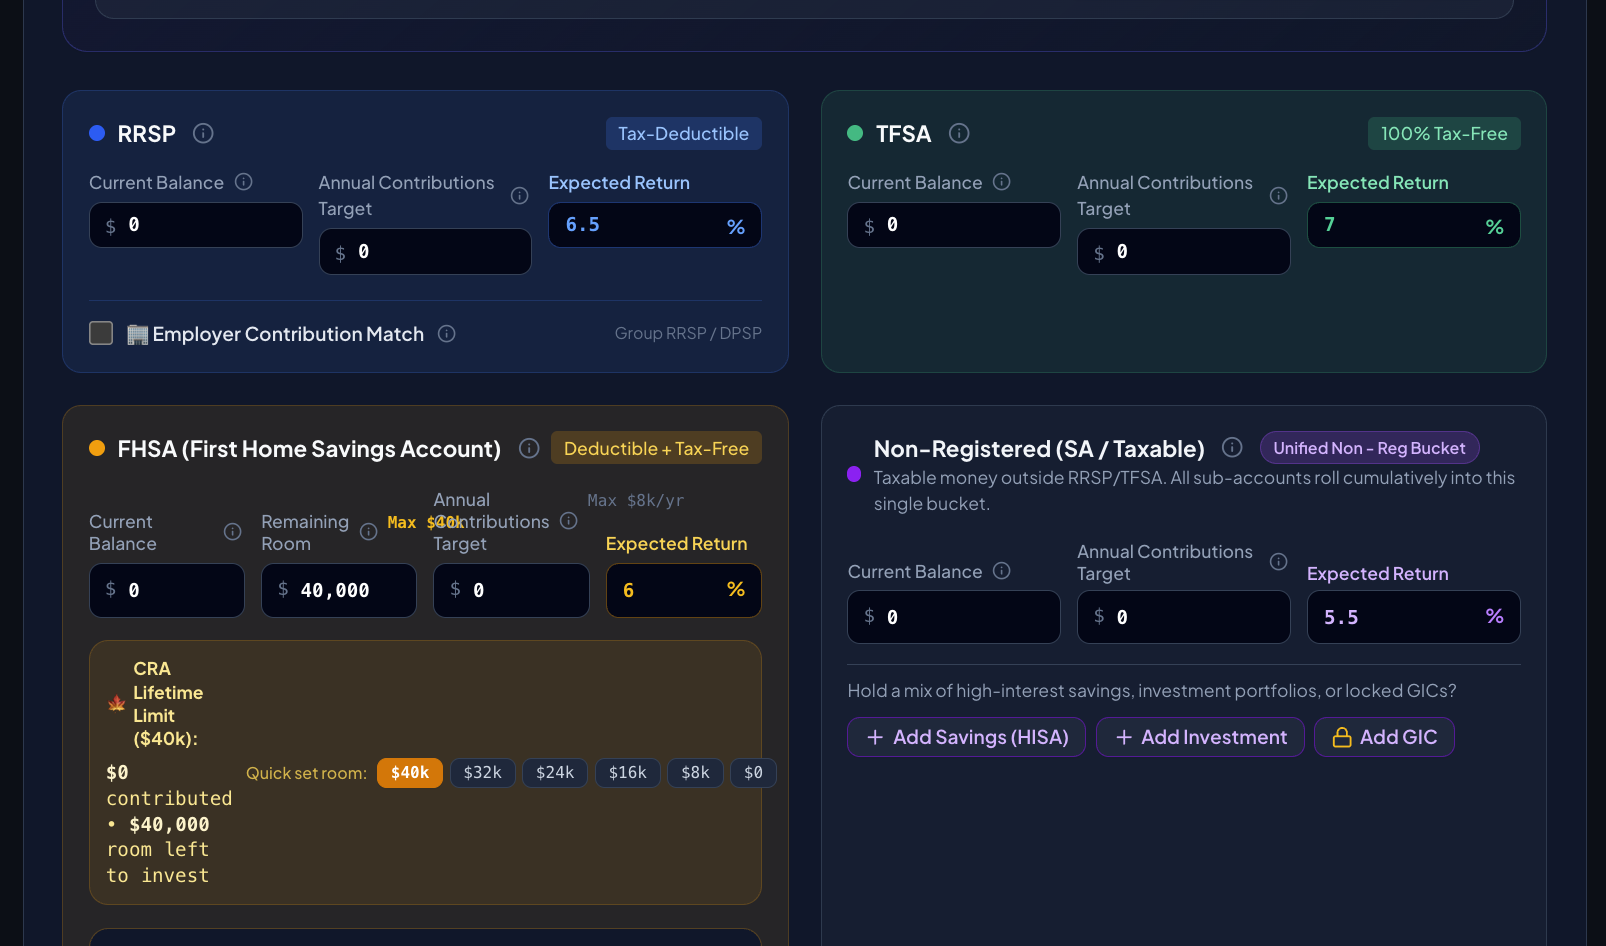 RRSP
Tax-Deductible
Current Balance
Annual Contributions
Target
Expected Return
$ 0
$ 0
6.5 %
Employer Contribution Match
Group RRSP / DPSP
TFSA
100% Tax-Free
Current Balance
Annual Contributions
Target
Expected Return
$ 0
$ 0
7 %
FHSA (First Home Savings Account)
Deductible + Tax-Free
Current
Balance
Remaining
Room
Max $40k
Annual
Contributions
Target
Max $8k/yr
Expected Return
$ 0
$ 40,000
$ 0
6 %
CRA
Lifetime
Limit
($40k):
$0
contributed
• $40,000
room left
to invest
Quick set room: $40k $32k $24k $16k $8k $0
Non-Registered (SA / Taxable)
Unified Non - Reg Bucket
Taxable money outside RRSP/TFSA. All sub-accounts roll cumulatively into this
single bucket.
Current Balance
Annual Contributions
Target
Expected Return
$ 0
$ 0
5.5 %
Hold a mix of high-interest savings, investment portfolios, or locked GICs?
+ Add Savings (HISA)
+ Add Investment
Add GIC